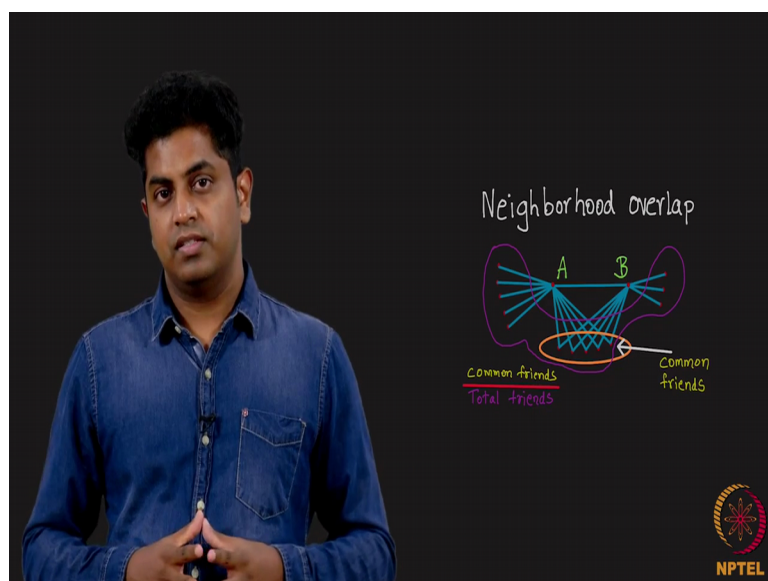 Neighborhood overlap
A B
common friends
Total friends
Common
friends
NPTEL